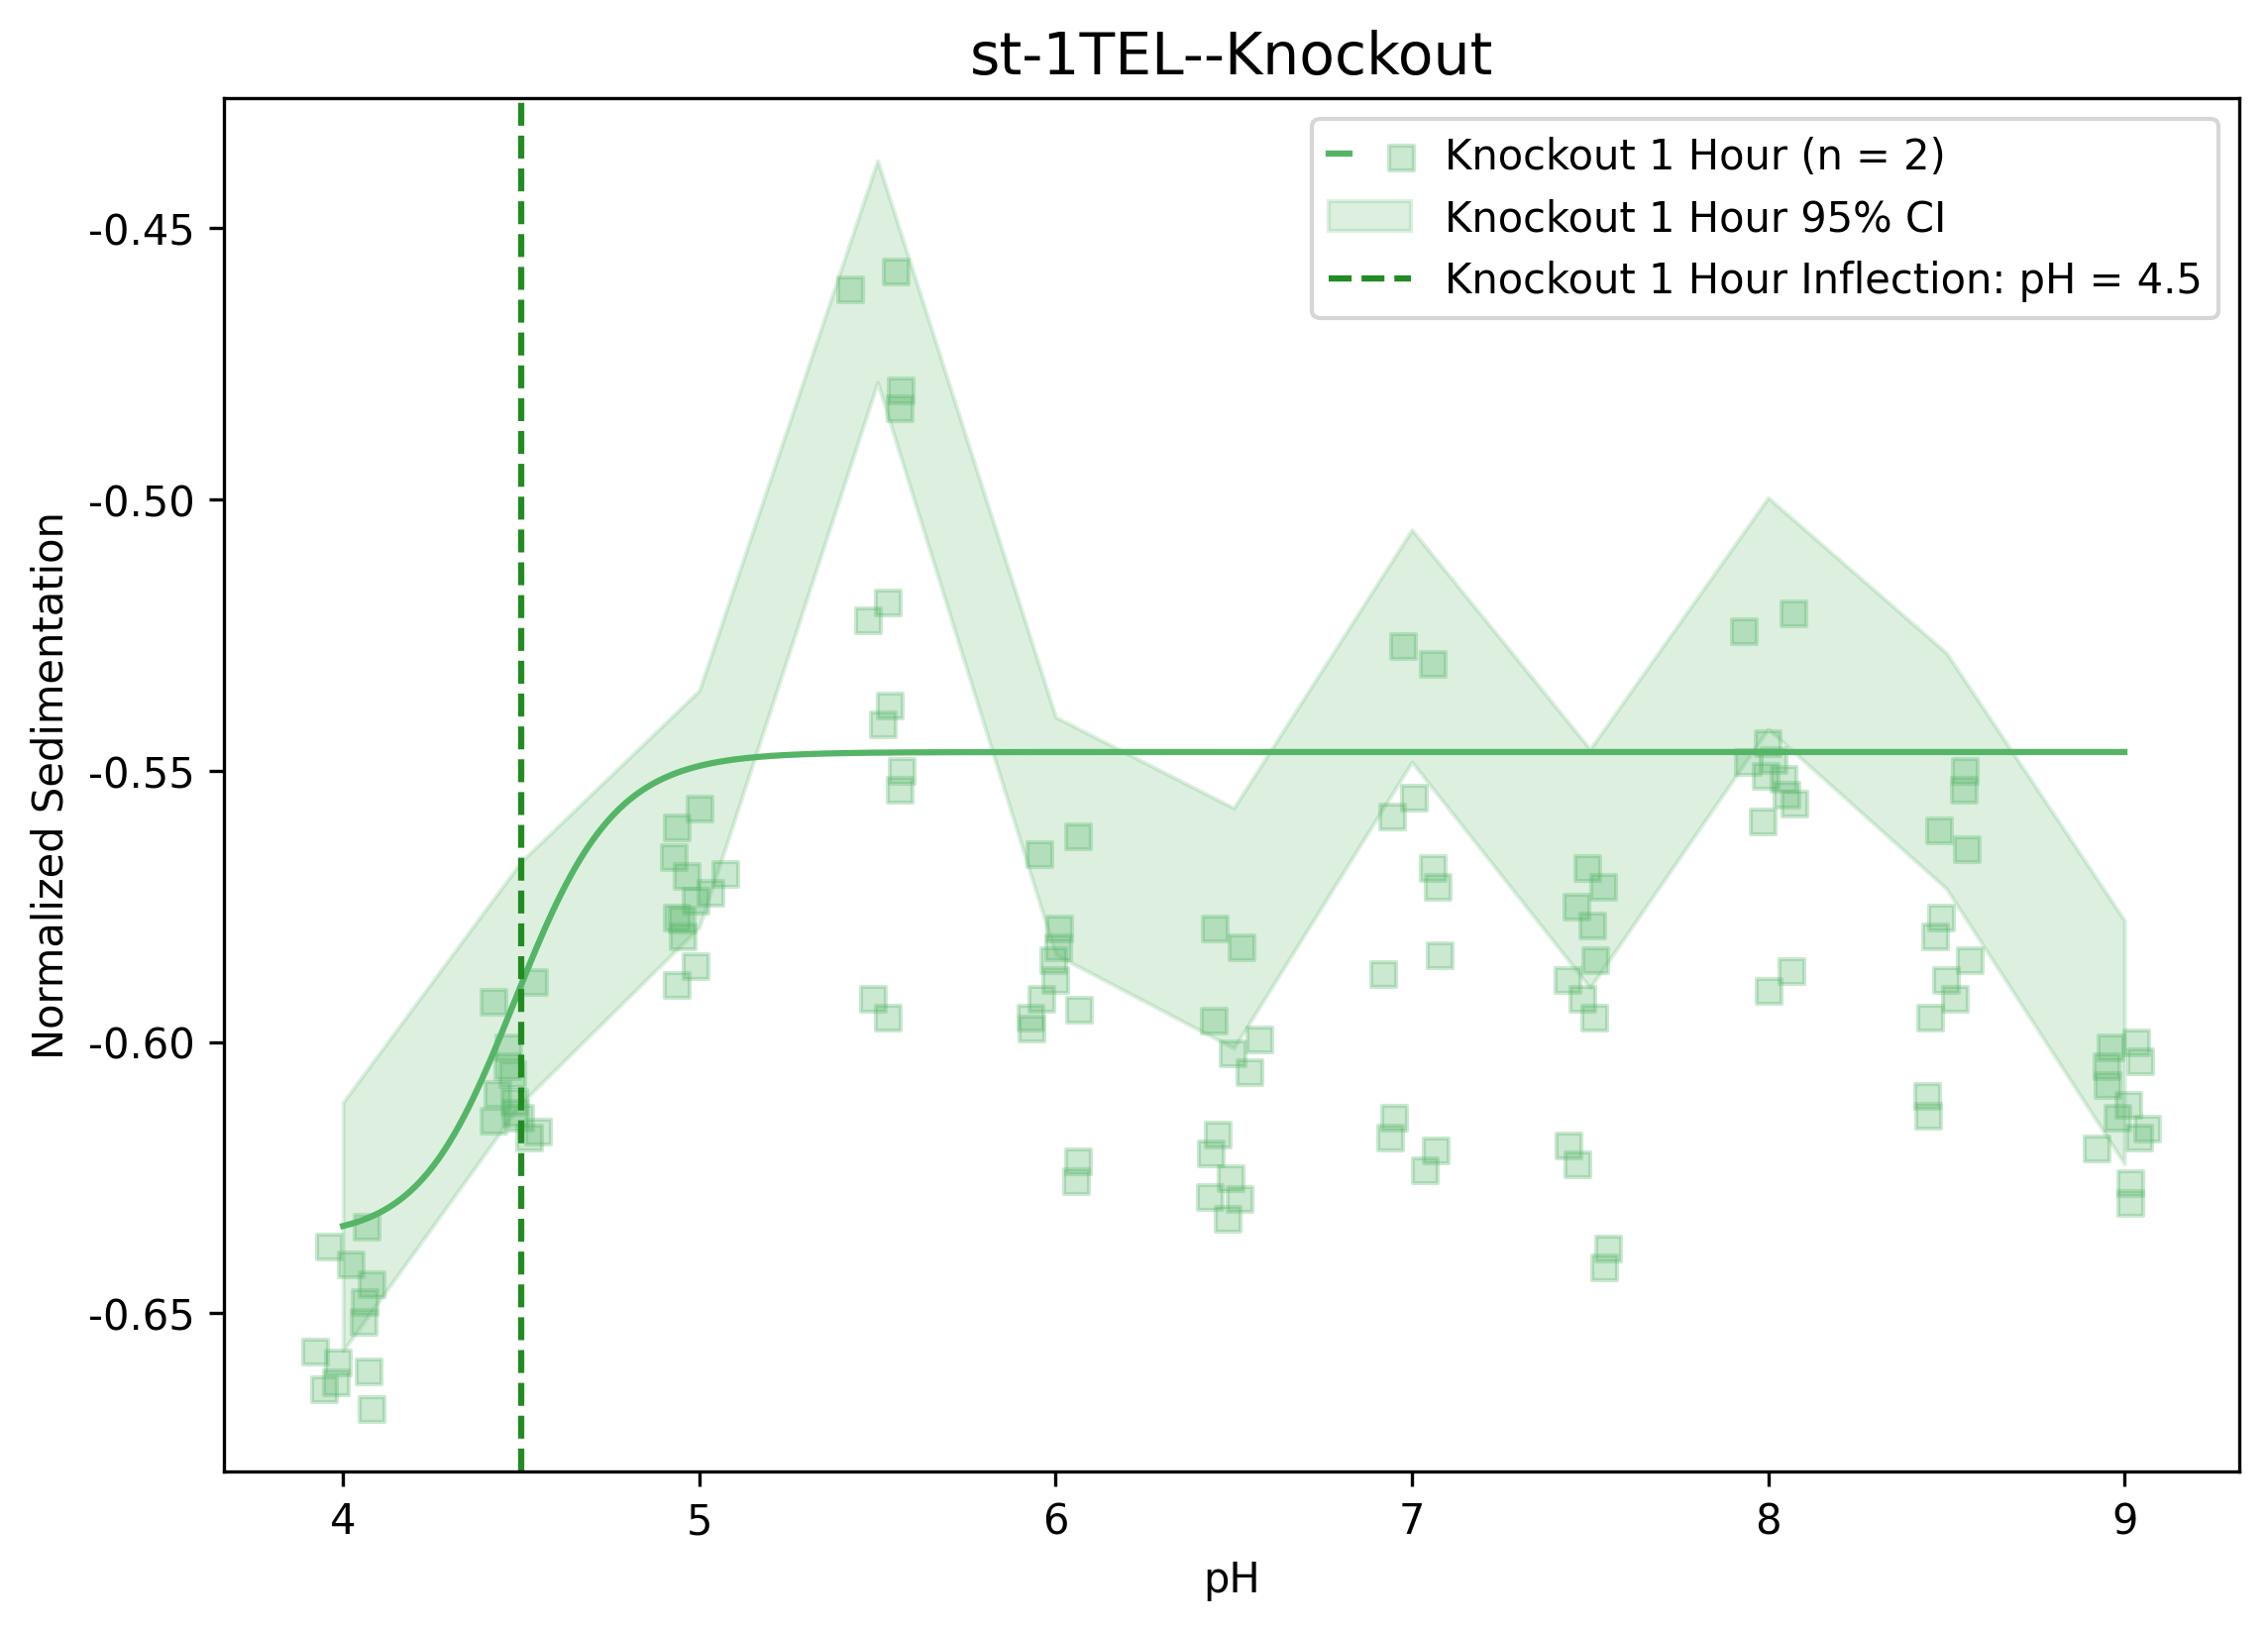 st-1TEL--Knockout
Knockout 1 Hour (n = 2)
Knockout 1 Hour 95% CI
Knockout 1 Hour Inflection: pH = 4.5
Normalized Sedimentation
-0.45
-0.50
-0.55
-0.60
-0.65
4 5 6 7 8 9
pH